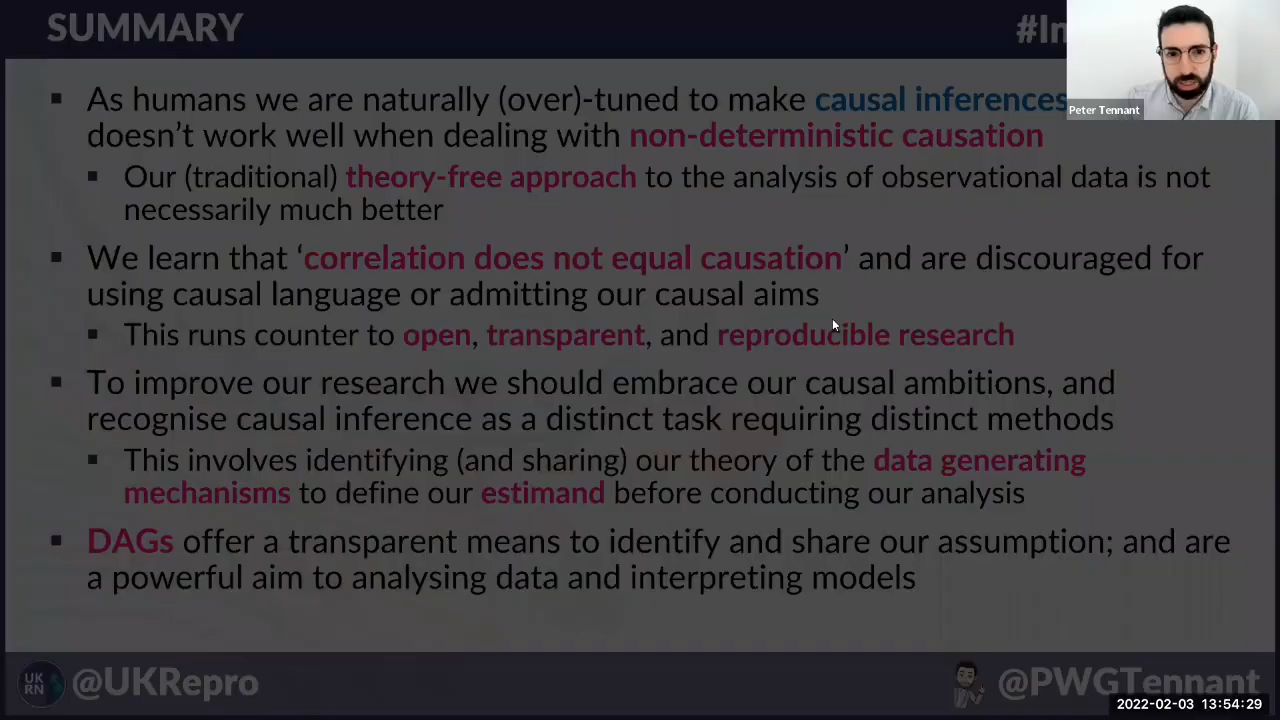 SUMMARY
#In
Peter Tennant
▪ As humans we are naturally (over)-tuned to make causal inferences
doesn’t work well when dealing with non-deterministic causation
▪ Our (traditional) theory-free approach to the analysis of observational data is not
necessarily much better
▪ We learn that ‘correlation does not equal causation’ and are discouraged for
using causal language or admitting our causal aims
▪ This runs counter to open, transparent, and reproducible research
▪ To improve our research we should embrace our causal ambitions, and
recognise causal inference as a distinct task requiring distinct methods
▪ This involves identifying (and sharing) our theory of the data generating
mechanisms to define our estimand before conducting our analysis
▪ DAGs offer a transparent means to identify and share our assumption; and are
a powerful aim to analysing data and interpreting models
UK
RN
@UKRepro
@PWGTennant
2022-02-03 13:54:29